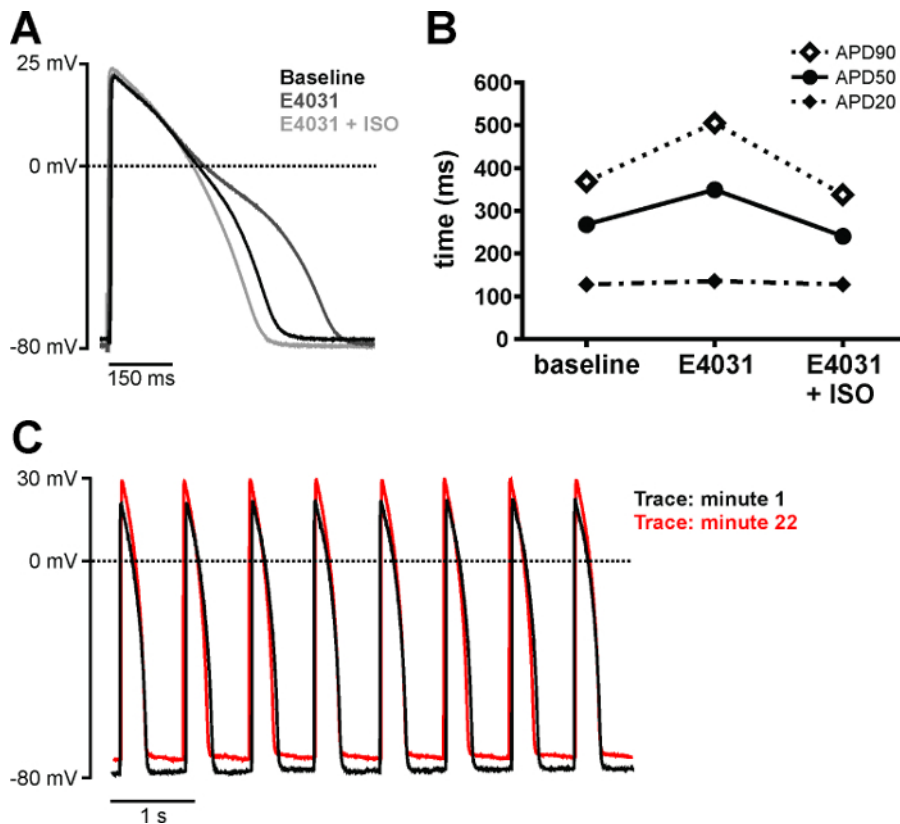 A
25 mV
0 mV
-80 mV
150 ms
Baseline
E4031
E4031 + ISO
B
APD90
APD50
APD20
time (ms)
600
500
400
300
200
100
0
baseline
E4031
E4031
+ ISO
C
30 mV
0 mV
-80 mV
1 s
Trace: minute 1
Trace: minute 22